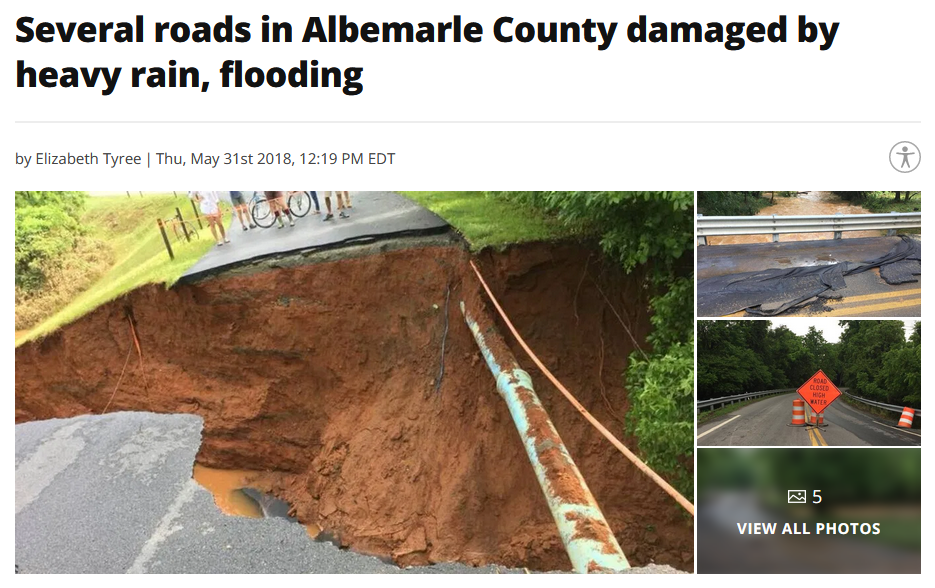 Several roads in Albemarle County damaged by
heavy rain, flooding
by Elizabeth Tyree | Thu, May 31st 2018, 12:19 PM EDT
ROAD
CLOSED
HIGH
WATER
5
VIEW ALL PHOTOS